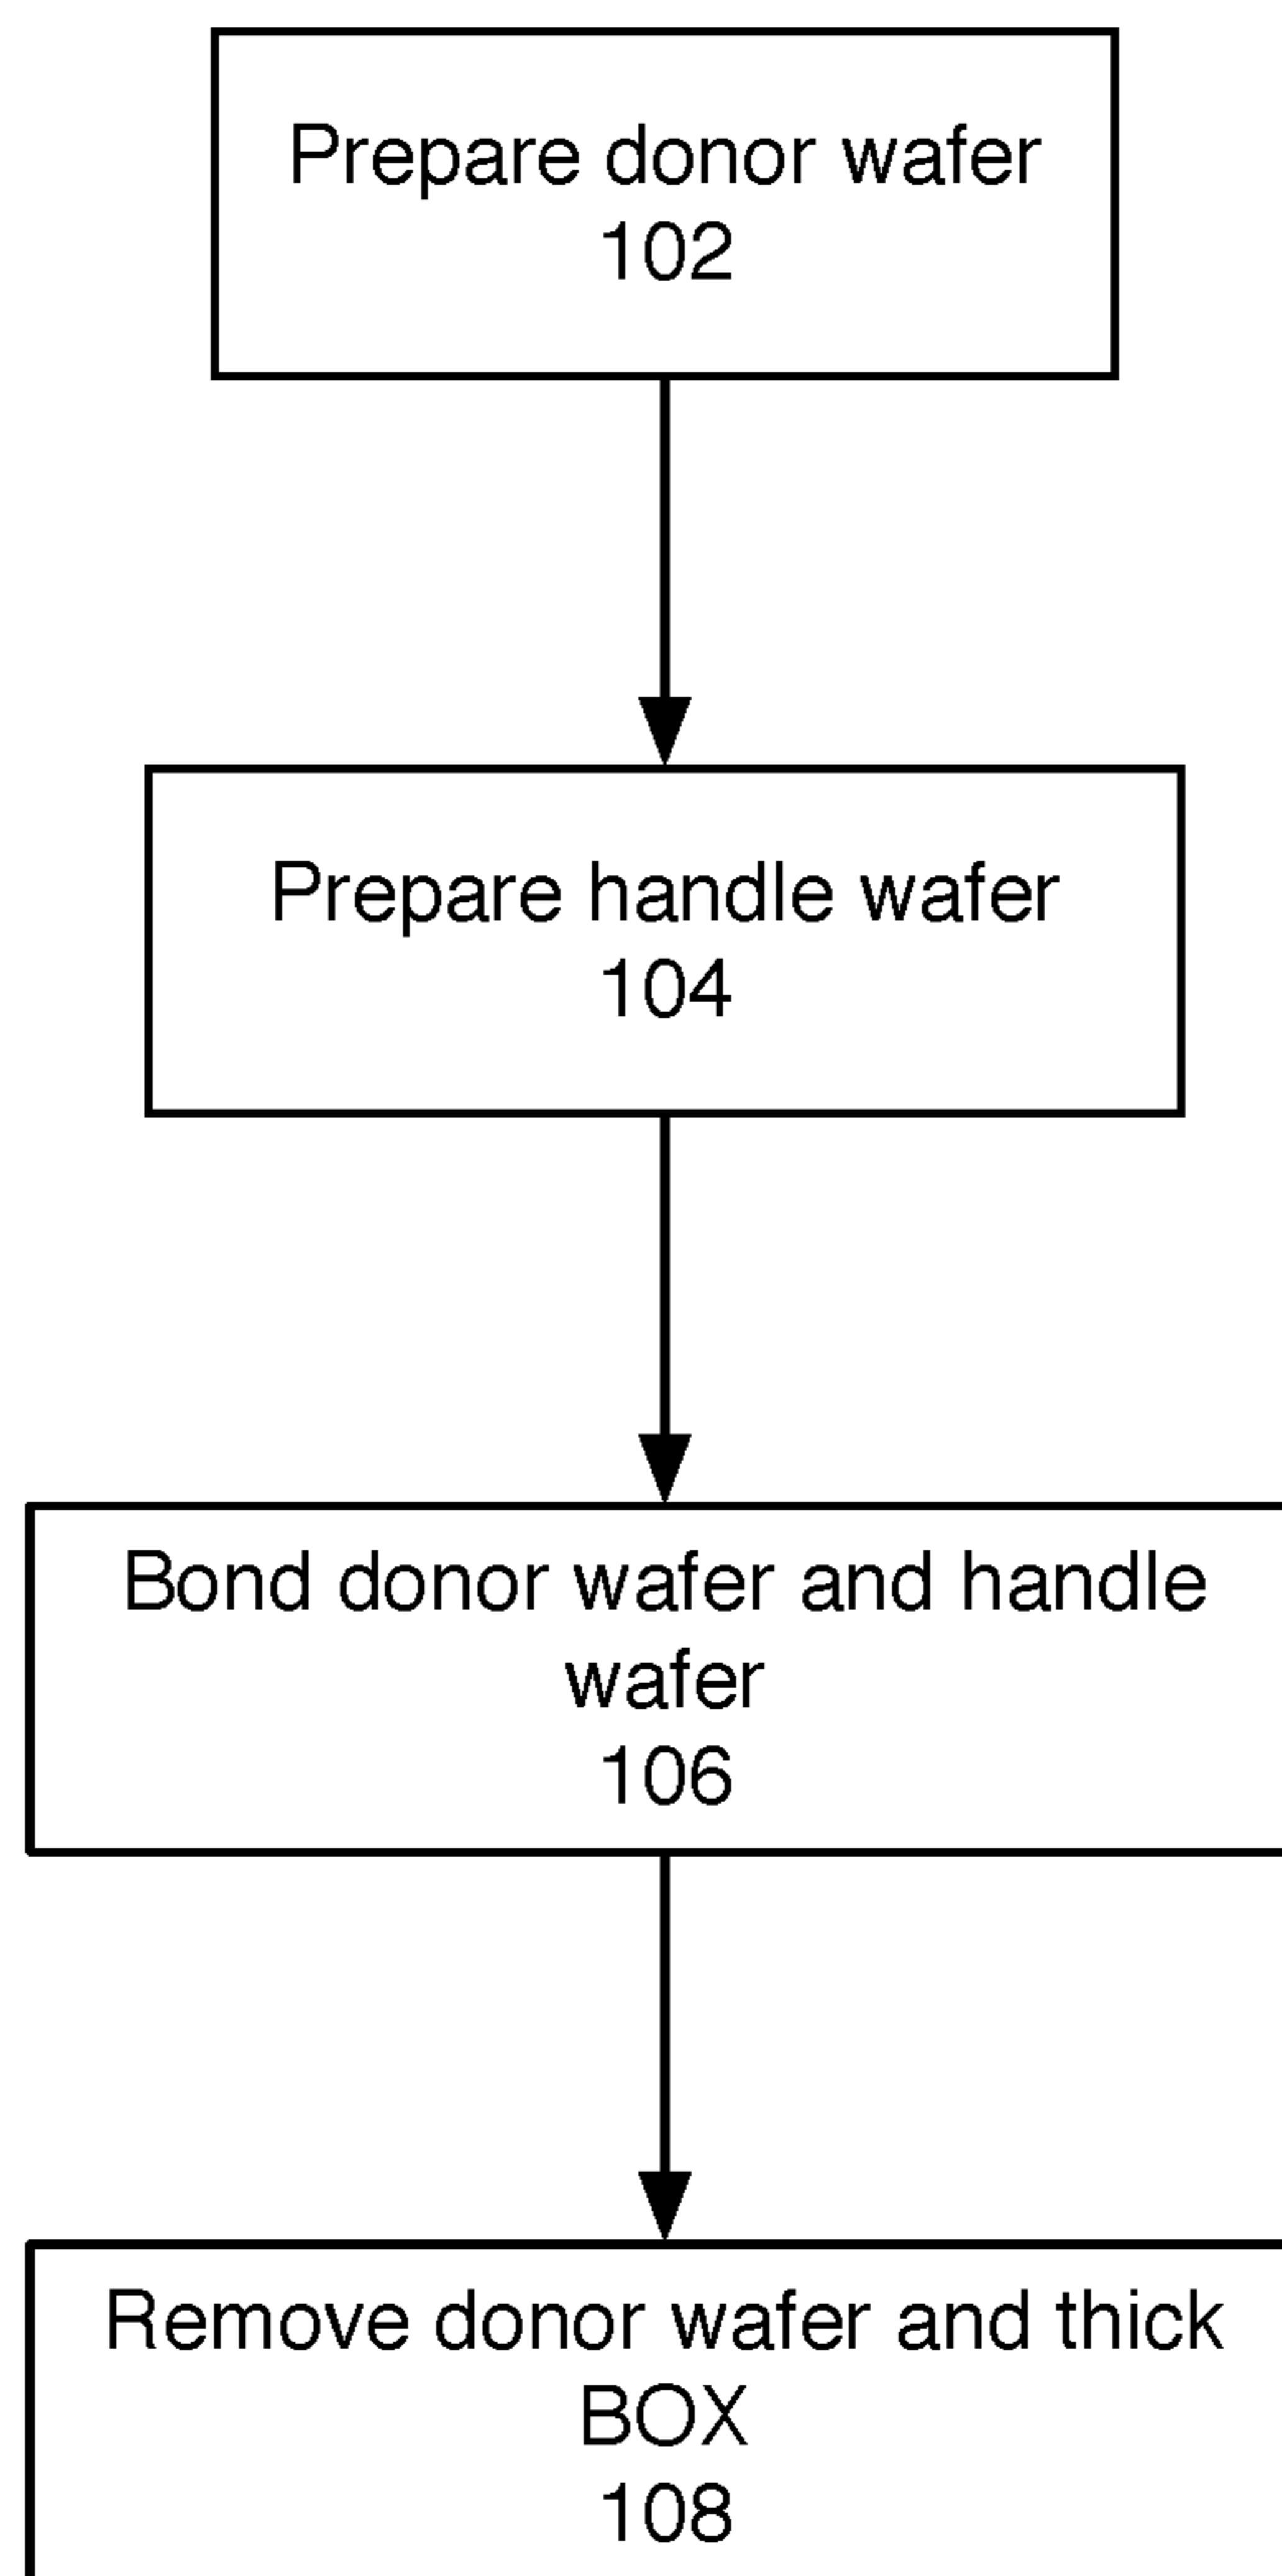 Prepare donor wafer
102
Prepare handle wafer
104
Bond donor wafer and handle
wafer
106
Remove donor wafer and thick
BOX
108